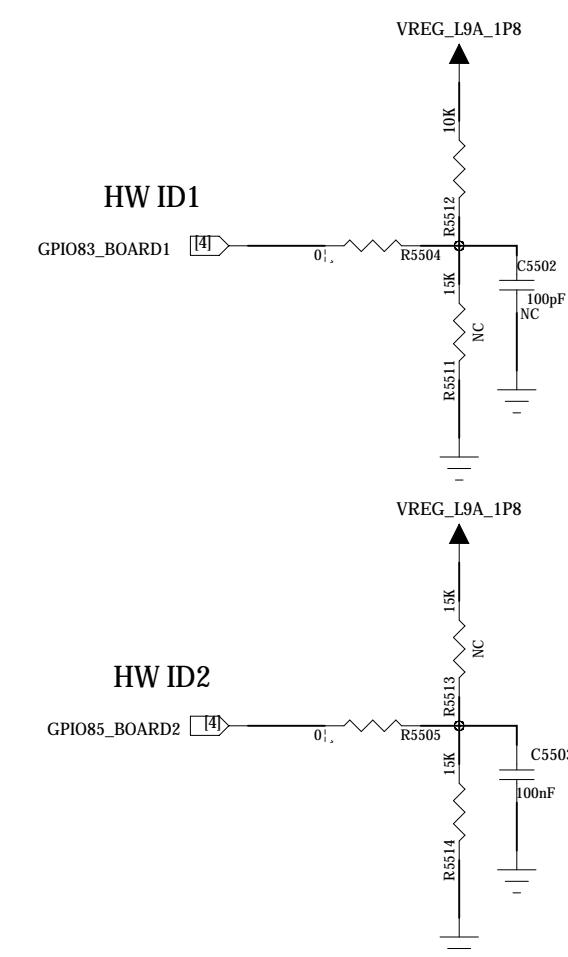 VREG_L9A_1P8
10K
HW ID1
R5512
GPIO83_BOARD1
[4]
0
R5504
C5502
15K
100pF
NC
NC
R5511
VREG_L9A_1P8
15K
NC
HW ID2
R5513
GPIO85_BOARD2
[4]
0
R5505
15K
100nF
R5514